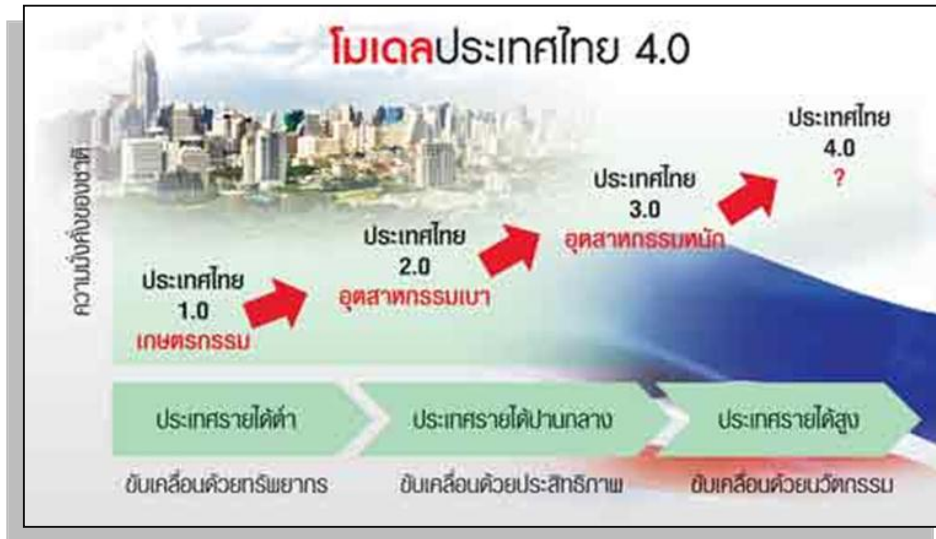 โมเดลประเทศไทย 4.0
ความมั่งคั่งของชาติ
ประเทศไทย
1.0
เกษตรกรรม
ประเทศไทย
2.0
อุตสาหกรรมเบา
ประเทศไทย
3.0
อุตสาหกรรมหนัก
ประเทศไทย
4.0
?
ประเทศรายได้ต่ำ
ประเทศรายได้ปานกลาง
ประเทศรายได้สูง
ขับเคลื่อนด้วยทรัพยากร
ขับเคลื่อนด้วยประสิทธิภาพ
ขับเคลื่อนด้วยนวัตกรรม